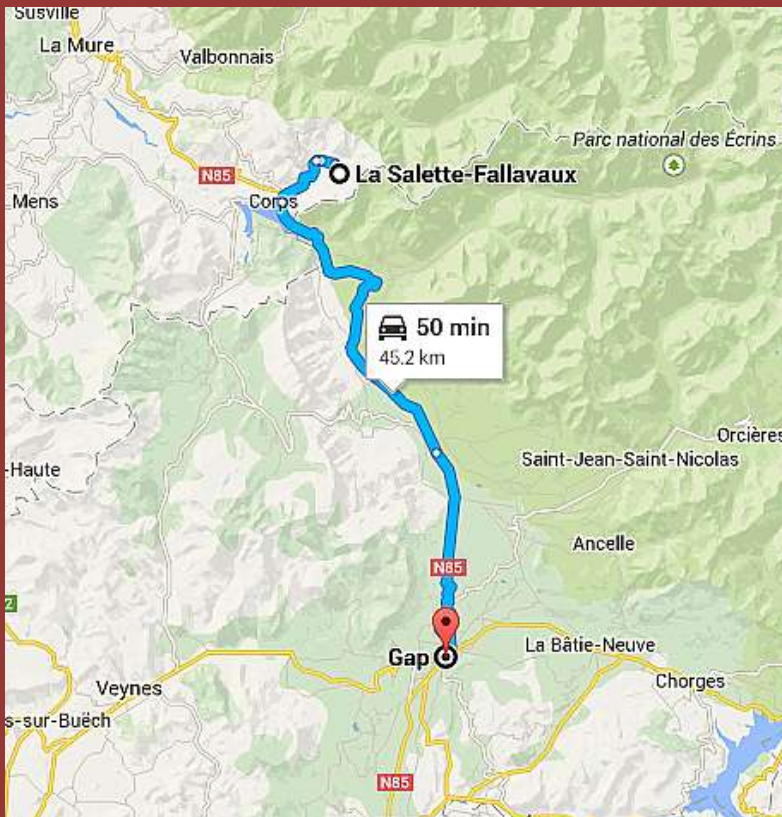 Susville
La Mure
Valbonnais
Parc national des Écrins
N85
La Salette-Fallavaux
Mens
Corps
50 min
45.2 km
Orcières
-Haute
Saint-Jean-Saint-Nicolas
Ancelle
N85
2
La Bâtie-Neuve
Gap
Chorges
Veynes
s-sur-Buëch
N85